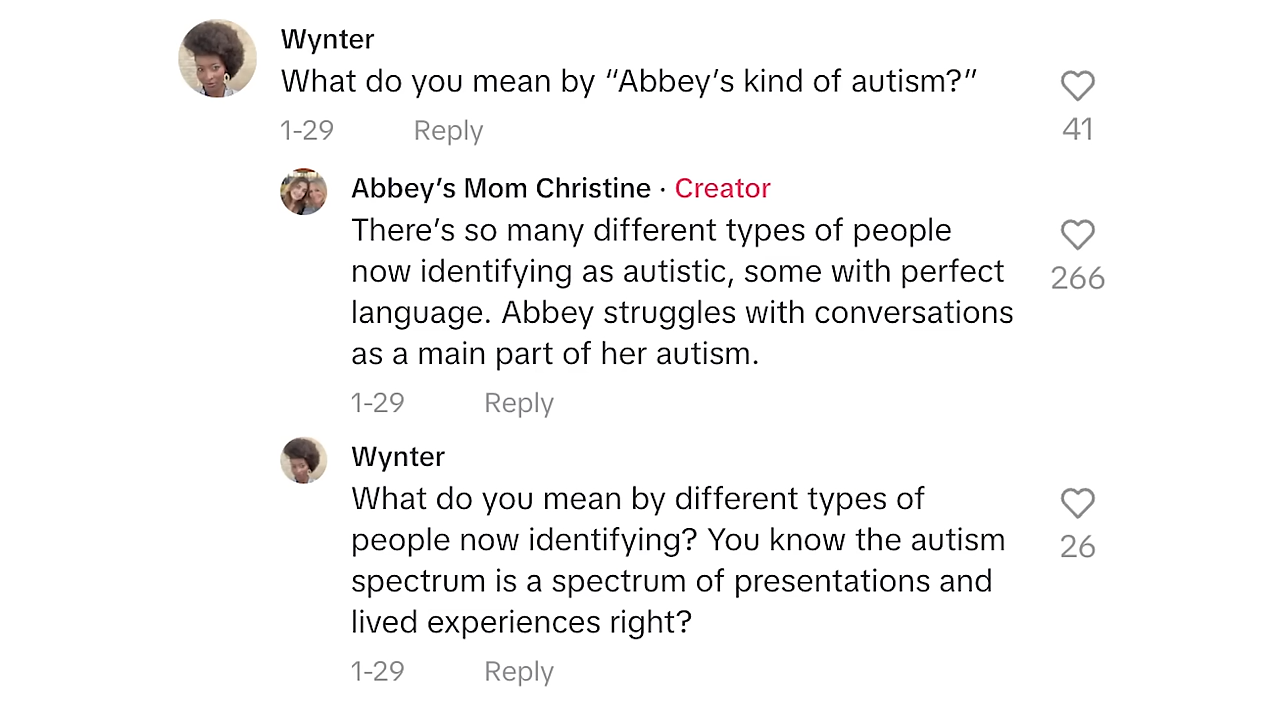 Wynter
What do you mean by “Abbey’s kind of autism?”
41
1-29 Reply
Abbey’s Mom Christine · Creator
There’s so many different types of people
now identifying as autistic, some with perfect
language. Abbey struggles with conversations
as a main part of her autism.
266
1-29 Reply
Wynter
What do you mean by different types of
people now identifying? You know the autism
spectrum is a spectrum of presentations and
lived experiences right?
26
1-29 Reply